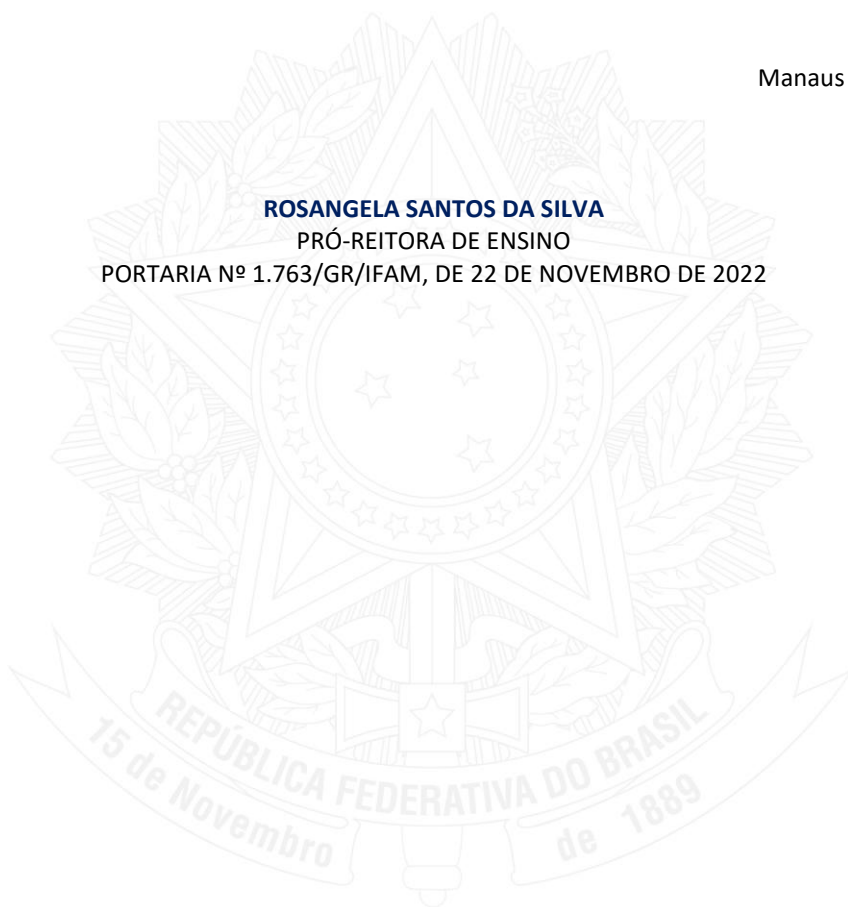 Manaus
ROSANGELA SANTOS DA SILVA
PRÓ-REITORA DE ENSINO
PORTARIA Nº 1.763/GR/IFAM, DE 22 DE NOVEMBRO DE 2022
REPÚBLICA FEDERATIVA DO BRASIL
15 de Novembro de 1889